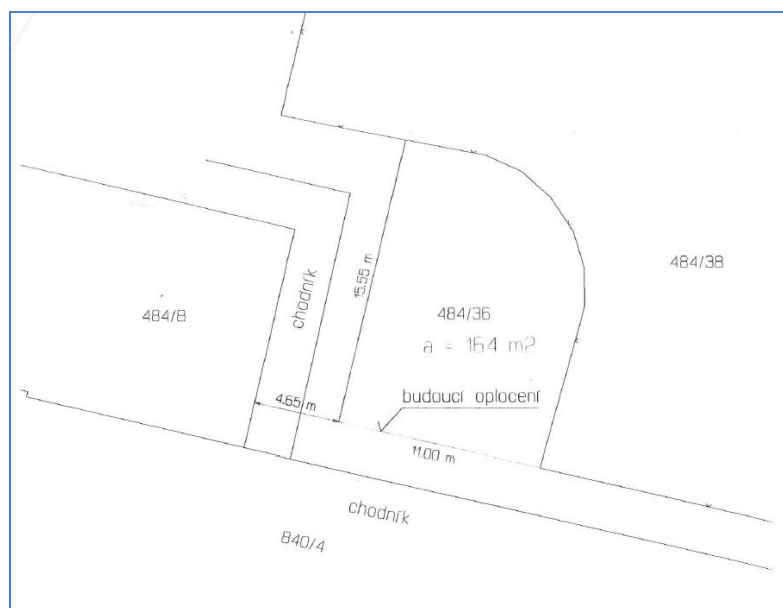 484/38
15.55 m
chodník
484/8
484/36
a = 164 m2
budoucí oplocení
4.65 m
11.00 m
chodník
840/4